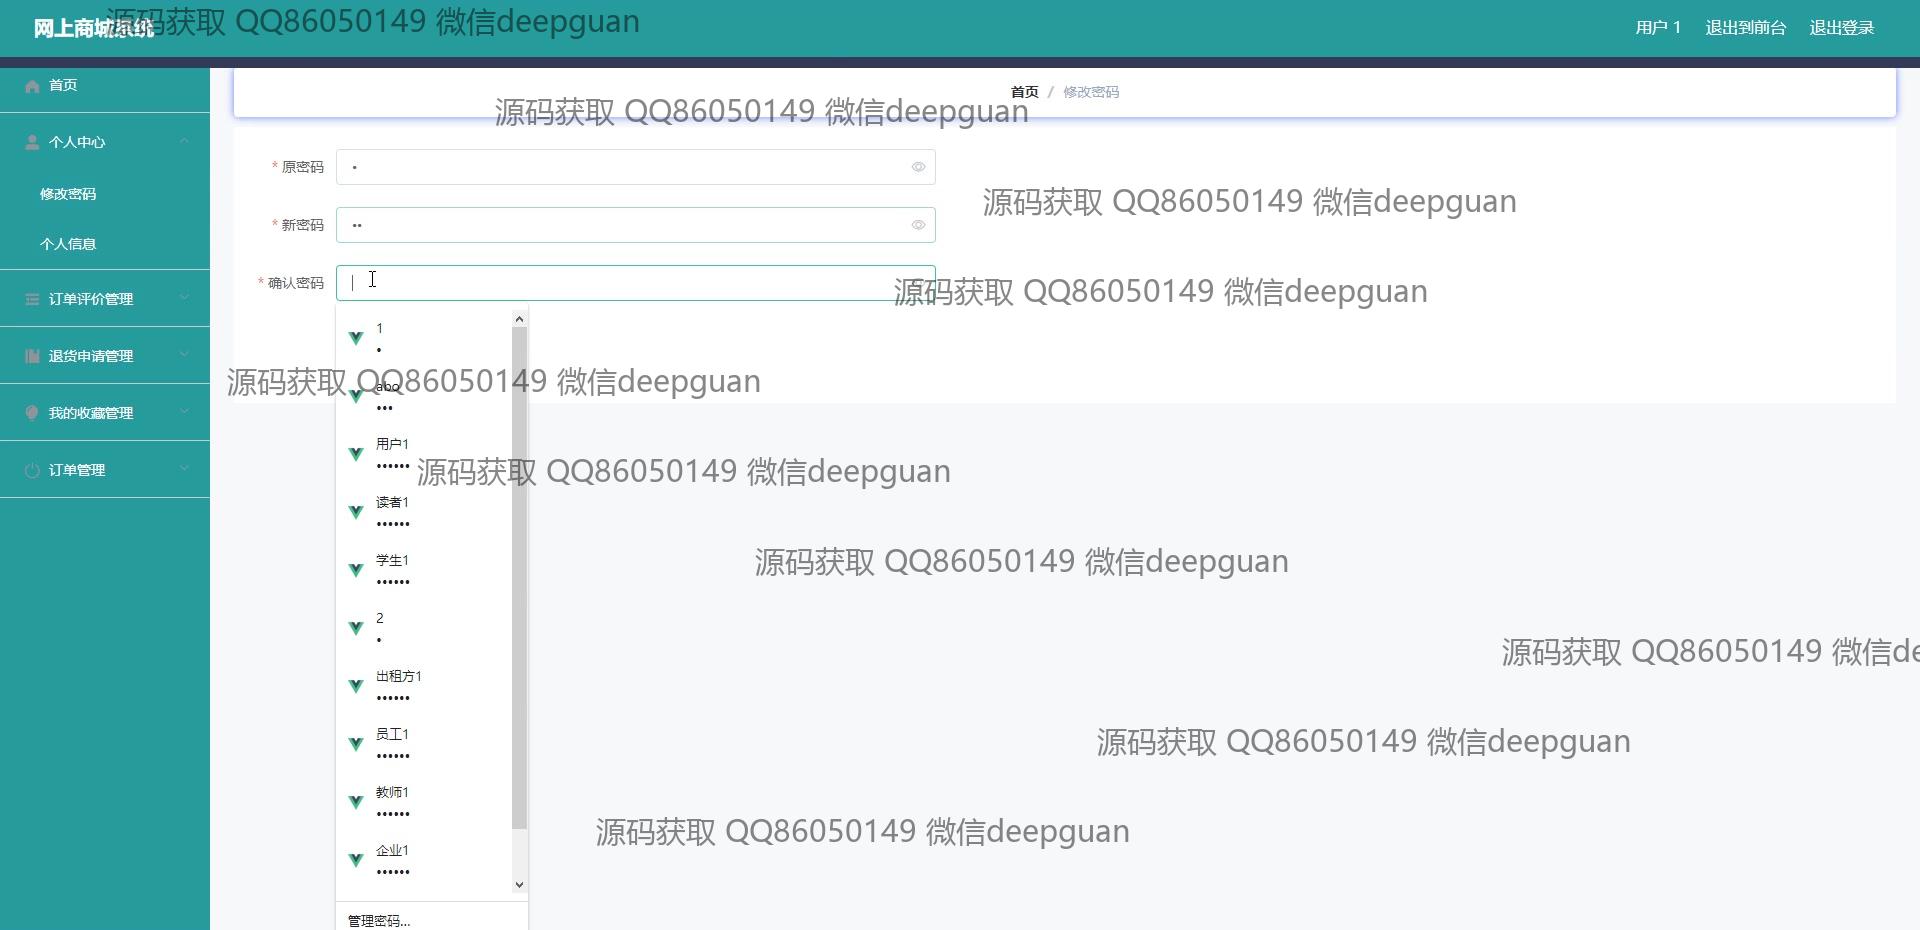 网上商城系统
源码获取 QQ86050149 微信deepguan
用户 1 退出到前台 退出登录
首页
个人中心
修改密码
个人信息
订单评价管理
退货申请管理
我的收藏管理
订单管理
首页 / 修改密码
源码获取 QQ86050149 微信deepguan
* 原密码 •
源码获取 QQ86050149 微信deepguan
* 新密码 ••
* 确认密码
源码获取 QQ86050149 微信deepguan
1
•
源码获取 QQ86050149 微信deepguan
abo
•••
用户1
••••••
源码获取 QQ86050149 微信deepguan
读者1
••••••
学生1
••••••
源码获取 QQ86050149 微信deepguan
2
•
源码获取 QQ86050149 微信de
出租方1
••••••
员工1
••••••
源码获取 QQ86050149 微信deepguan
教师1
••••••
源码获取 QQ86050149 微信deepguan
企业1
••••••
管理密码...